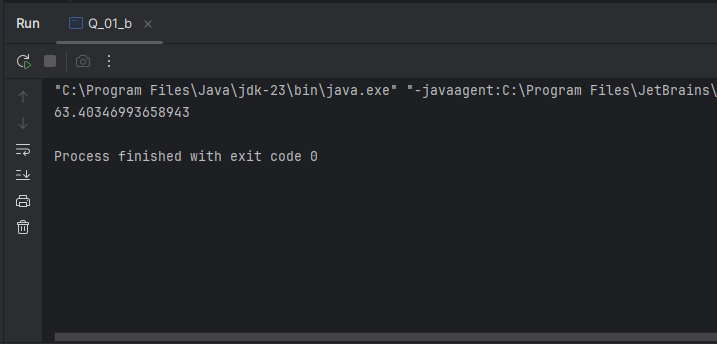 Run Q_01_b
"C:\Program Files\Java\jdk-23\bin\java.exe" "-javaagent:C:\Program Files\JetBrains\
63.40346993658943
Process finished with exit code 0